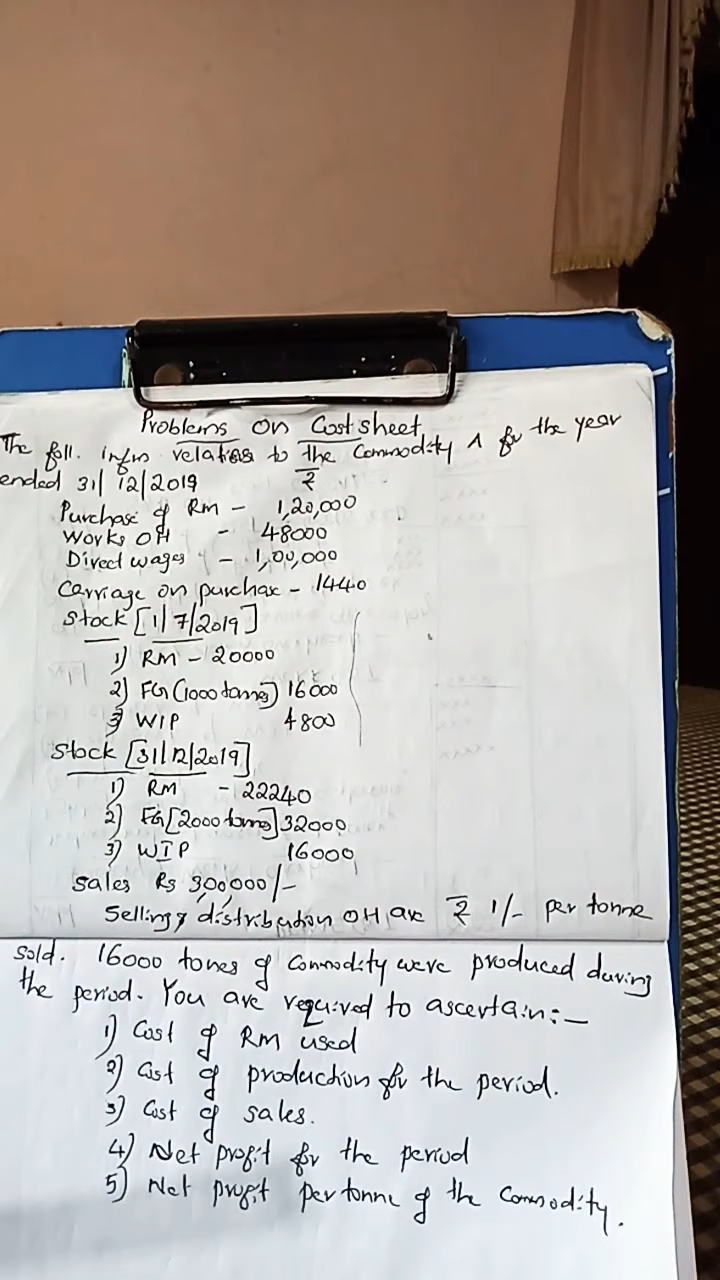 Problems on Cost sheet
The foll. infrn relates to the Commodity A for the year
ended 31/12/2019 ₹
Purchase of RM - 1,20,000
Works OH - 48000
Direct wages - 1,00,000
Carriage on purchase - 1440
Stock [1/7/2019]
1) RM - 20000
2) FG (1000 tonnes) 16000
3) WIP 4800
Stock [31/12/2019]
1) RM - 22240
2) FG [2000 tonnes] 32000
3) WIP 16000
Sales Rs 300,000/-
Selling & distribution OH are ₹ 1/- per tonne
sold. 16000 tones of Commodity were produced during
the period. You are required to ascertain:-
1) Cost of RM used
2) Cost of production for the period.
3) Cost of sales.
4) Net profit for the period
5) Net profit per tonne of the Commodity.